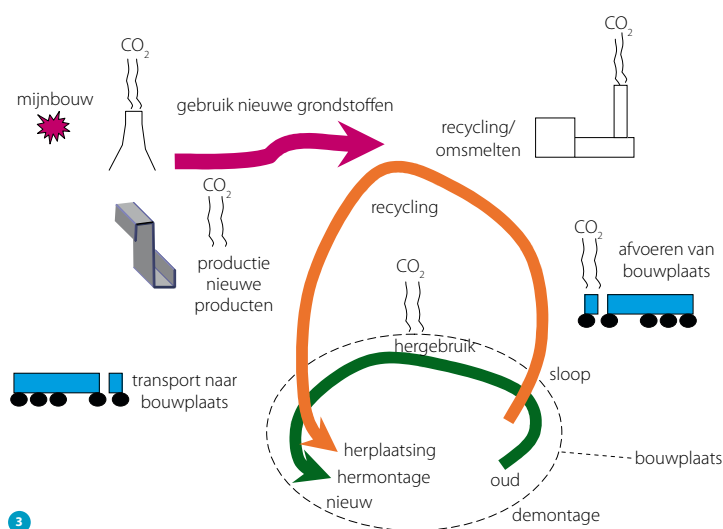 CO2
CO2
mijnbouw
gebruik nieuwe grondstoffen
recycling/
omsmelten
CO2
recycling
CO2
productie
nieuwe
producten
CO2
afvoeren van
bouwplaats
hergebruik
transport naar
bouwplaats
sloop
herplaatsing
hermontage
nieuw
oud
bouwplaats
demontage
3